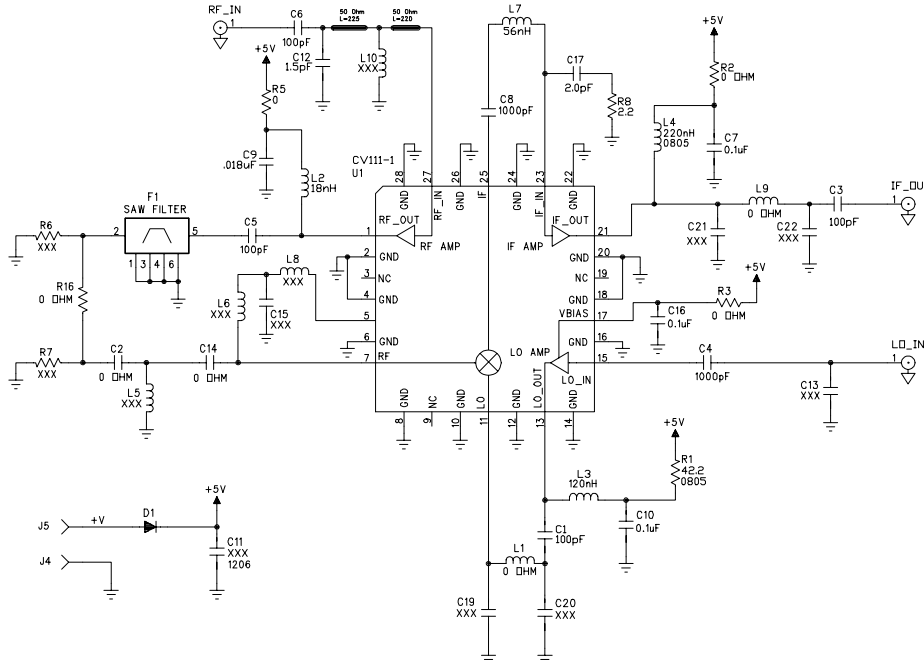 RF_IN
1
C6
100pF
50 Ohm
L=225
50 Ohm
L=220
C12
1.5pF
L10
XXX
+5V
R5
0
C9
.018uF
L2
18nH
L7
56nH
C8
1000pF
C17
2.0pF
R8
2.2
+5V
R2
0 OHM
L4
220nH
0805
C7
0.1uF
L9
0 OHM
C3
100pF
IF_OU
1
C21
XXX
C22
XXX
CV111-1
U1
28
27
26
25
24
23
22
GND
RF_IN
GND
IF
GND
IF_IN
GND
F1
SAW FILTER
2
5
1
3
4
6
R6
XXX
C5
100pF
1
RF_OUT
RF AMP
IF_OUT
IF AMP
21
2
GND
GND
20
3
NC
NC
19
4
GND
GND
18
5
VBIAS
17
6
GND
GND
16
7
RF
LO AMP
LO_IN
15
R16
0 OHM
L6
XXX
L8
XXX
C15
XXX
R7
XXX
C2
0 OHM
C14
0 OHM
L5
XXX
+5V
R3
0 OHM
C16
0.1uF
C4
1000pF
LO_IN
1
C13
XXX
GND
NC
GND
LO
GND
LO_OUT
GND
8
9
10
11
12
13
14
L3
120nH
+5V
R1
42.2
0805
C10
0.1uF
C1
100pF
L1
0 OHM
C19
XXX
C20
XXX
J5
+V
D1
+5V
C11
XXX
1206
J4